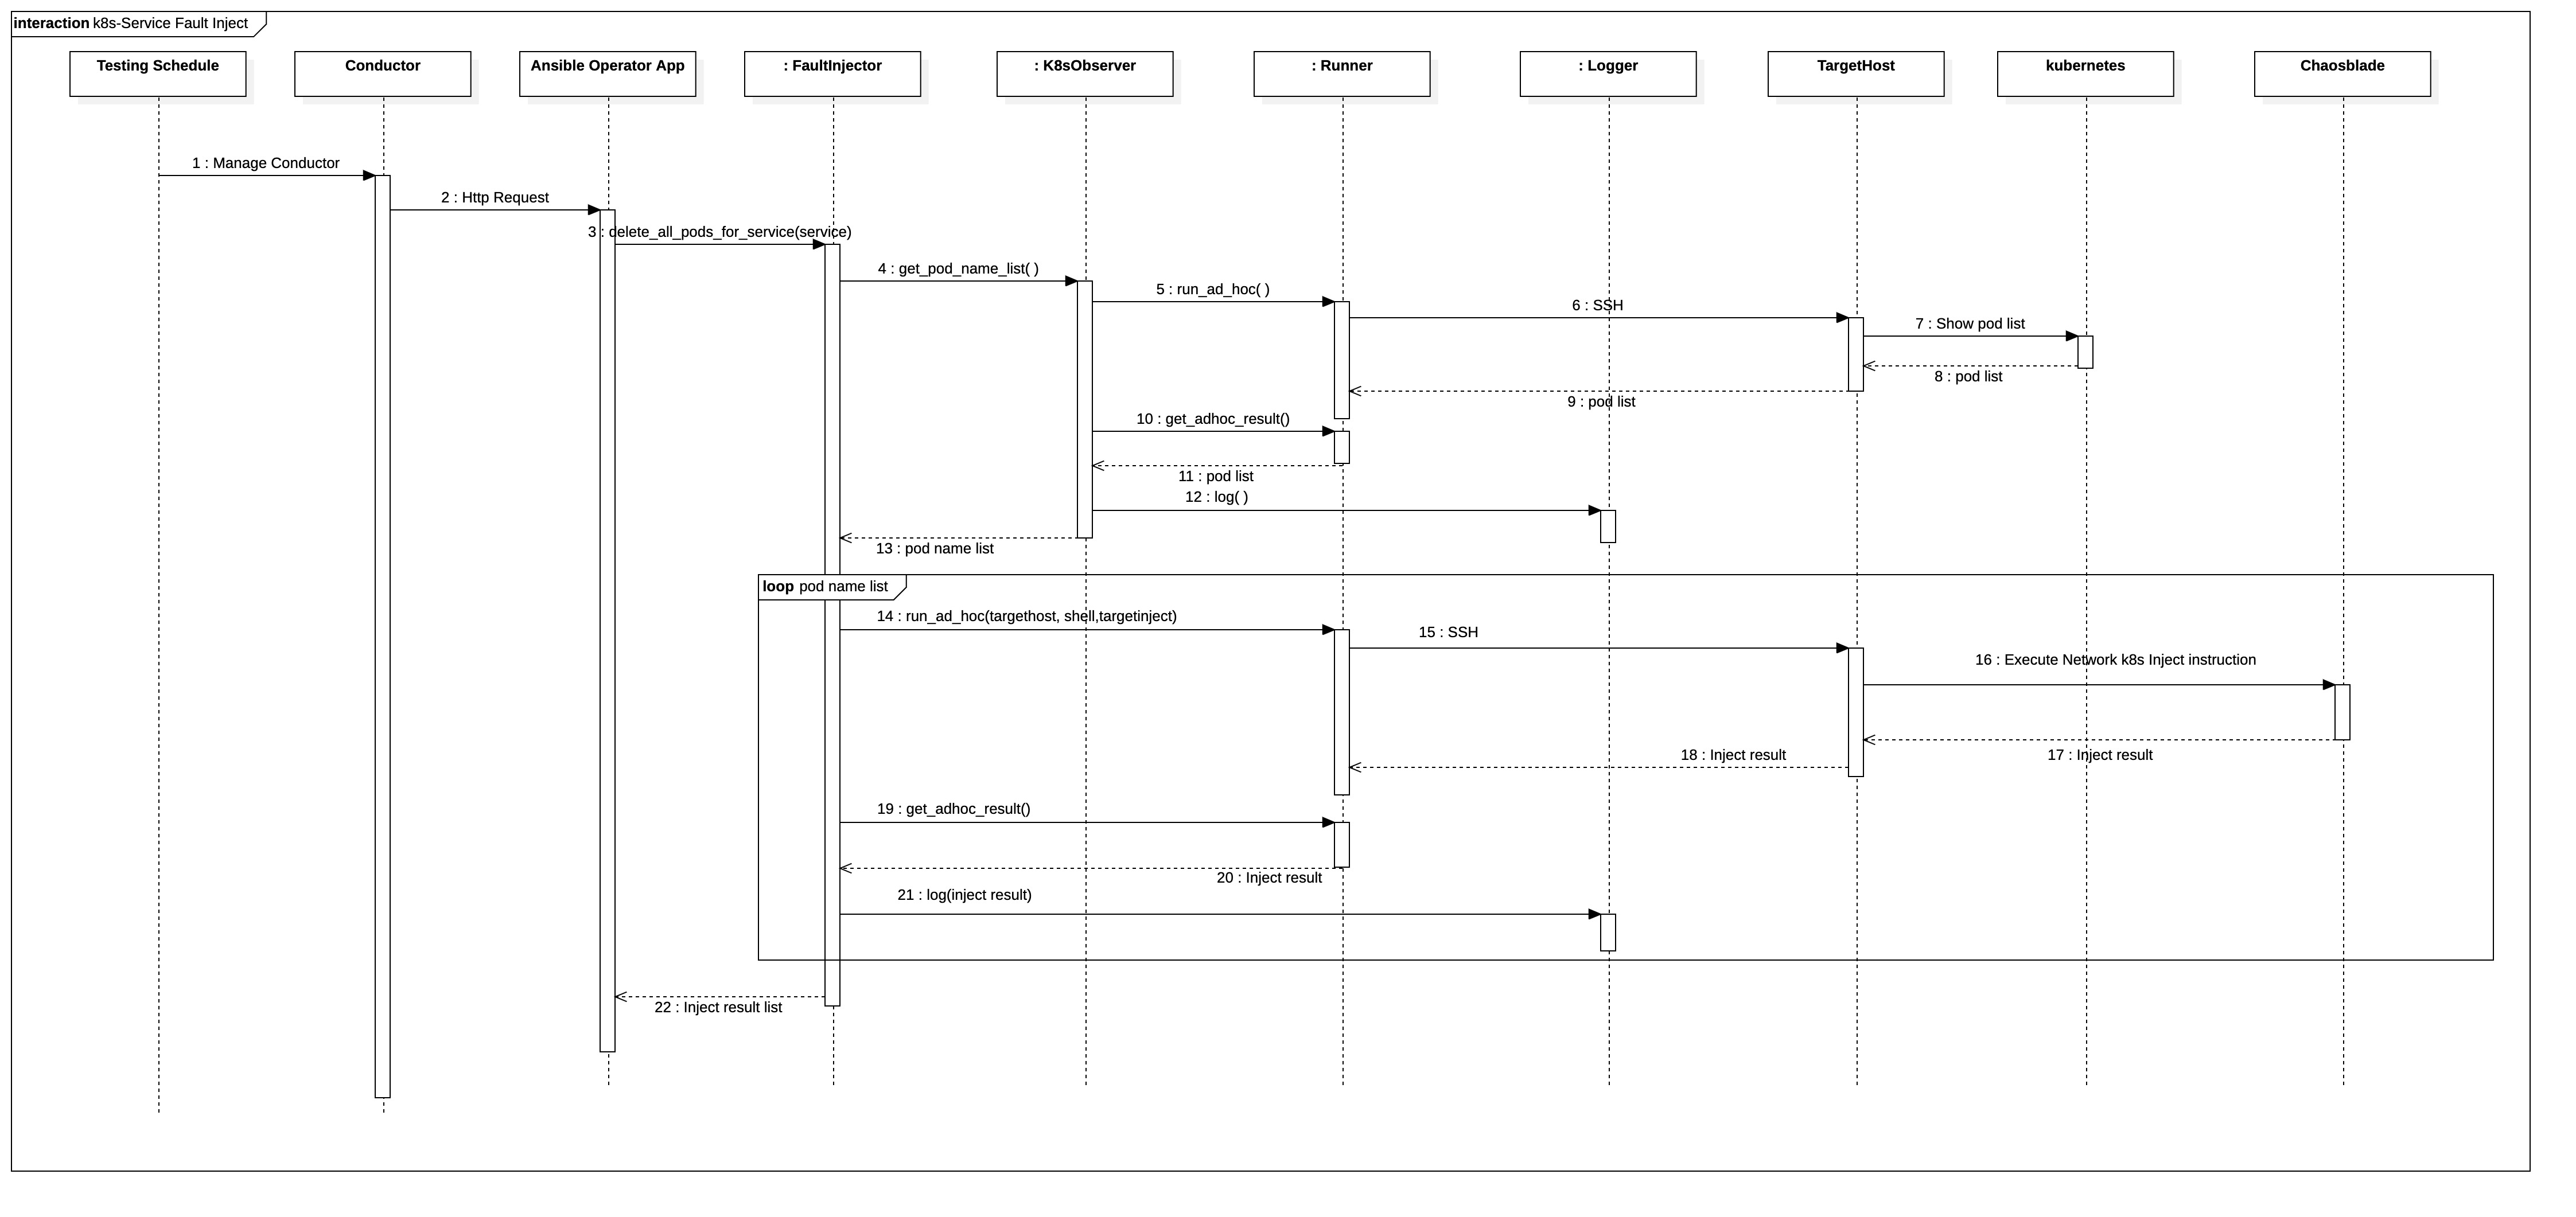 interaction k8s-Service Fault Inject
Testing Schedule
Conductor
Ansible Operator App
: FaultInjector
: K8sObserver
: Runner
: Logger
TargetHost
kubernetes
Chaosblade
1 : Manage Conductor
2 : Http Request
3 : delete_all_pods_for_service(service)
4 : get_pod_name_list( )
5 : run_ad_hoc( )
6 : SSH
7 : Show pod list
8 : pod list
9 : pod list
10 : get_adhoc_result()
11 : pod list
12 : log( )
13 : pod name list
loop pod name list
14 : run_ad_hoc(targethost, shell,targetinject)
15 : SSH
16 : Execute Network k8s Inject instruction
17 : Inject result
18 : Inject result
19 : get_adhoc_result()
20 : Inject result
21 : log(inject result)
22 : Inject result list